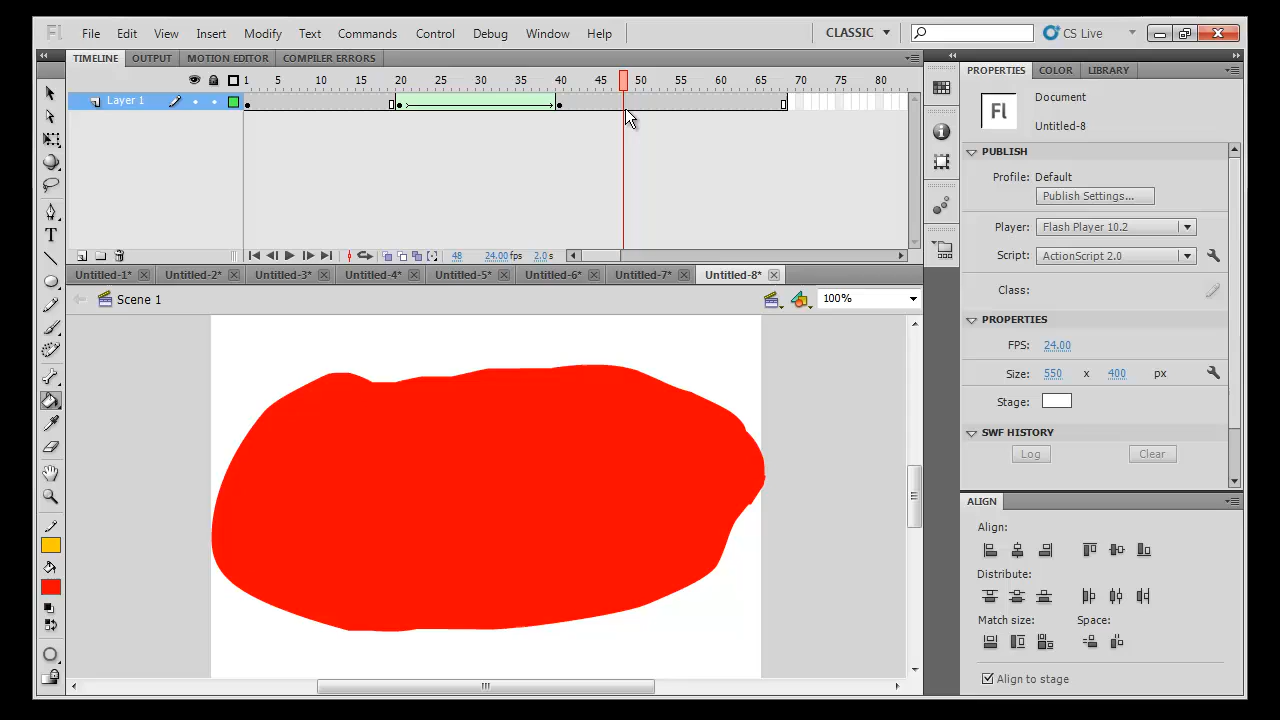 Fl File Edit View Insert Modify Text Commands Control Debug Window Help CLASSIC CS Live
TIMELINE OUTPUT MOTION EDITOR COMPILER ERRORS
1 5 10 15 20 25 30 35 40 45 50 55 60 65 70 75 80
Layer 1
48 24.00fps 2.0s
Untitled-1* Untitled-2* Untitled-3* Untitled-4* Untitled-5* Untitled-6* Untitled-7* Untitled-8*
Scene 1 100%
PROPERTIES COLOR LIBRARY
Fl
Document
Untitled-8
PUBLISH
Profile: Default
Publish Settings...
Player: Flash Player 10.2
Script: ActionScript 2.0
Class:
PROPERTIES
FPS: 24.00
Size: 550 x 400 px
Stage:
SWF HISTORY
Log Clear
ALIGN
Align:
Distribute:
Match size: Space:
Align to stage